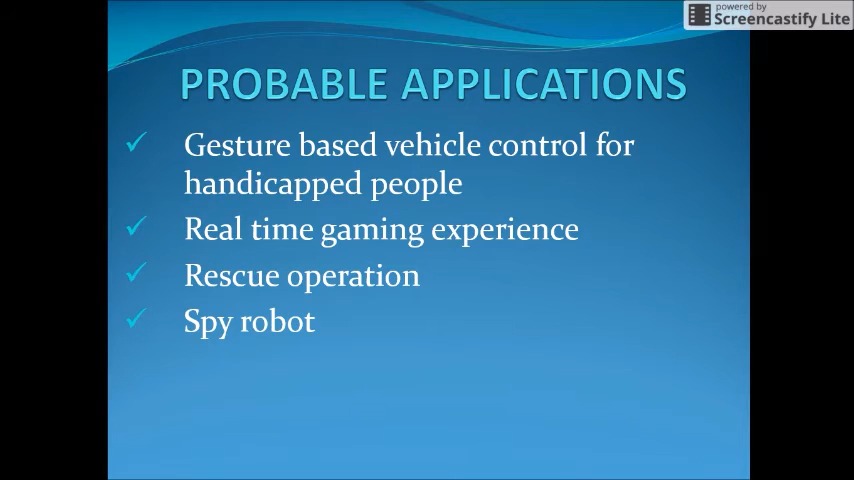 powered by
Screencastify Lite
PROBABLE APPLICATIONS
✓ Gesture based vehicle control for
handicapped people
✓ Real time gaming experience
✓ Rescue operation
✓ Spy robot